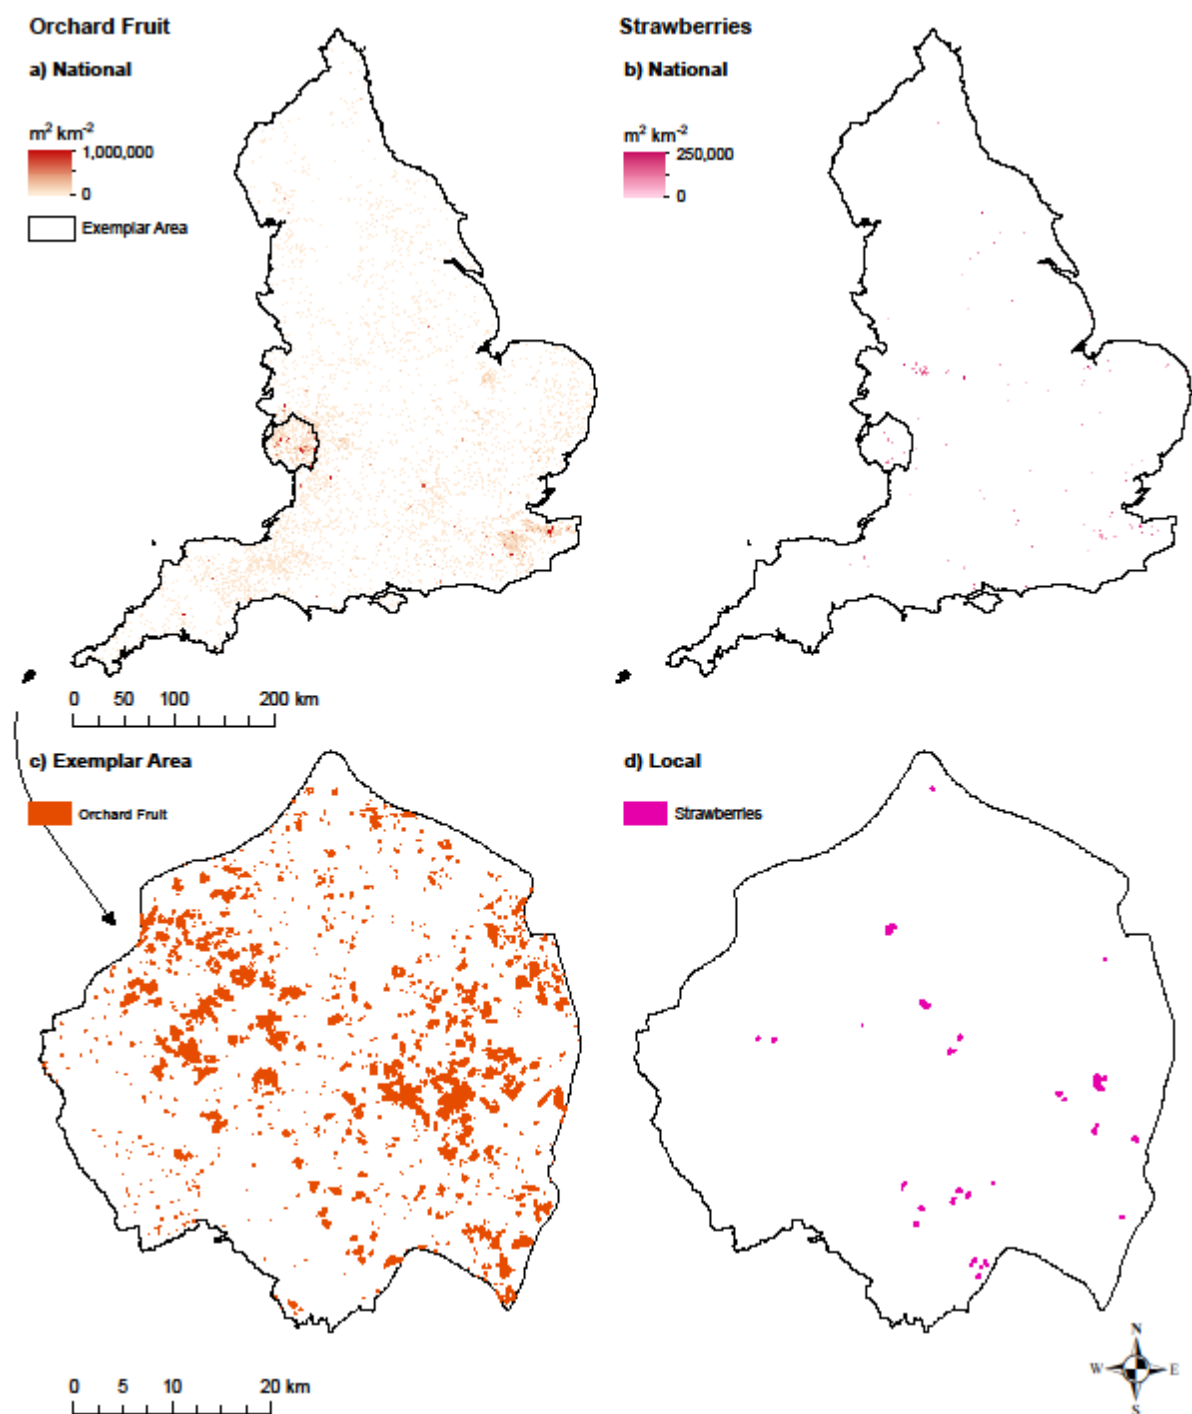 Orchard Fruit
a) National
m² km⁻²
1,000,000
0
Exemplar Area
Strawberries
b) National
m² km⁻²
250,000
0
0 50 100 200 km
c) Exemplar Area
Orchard Fruit
d) Local
Strawberries
0 5 10 20 km
N
W E
S